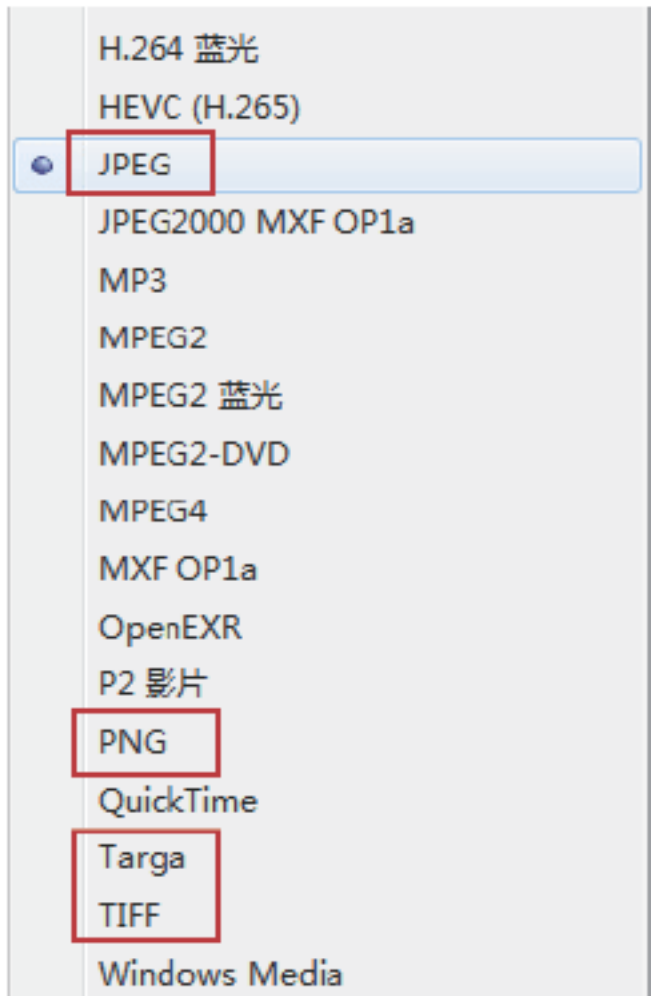 H.264 蓝光
HEVC (H.265)
JPEG
JPEG2000 MXF OP1a
MP3
MPEG2
MPEG2 蓝光
MPEG2-DVD
MPEG4
MXF OP1a
OpenEXR
P2 影片
PNG
QuickTime
Targa
TIFF
Windows Media